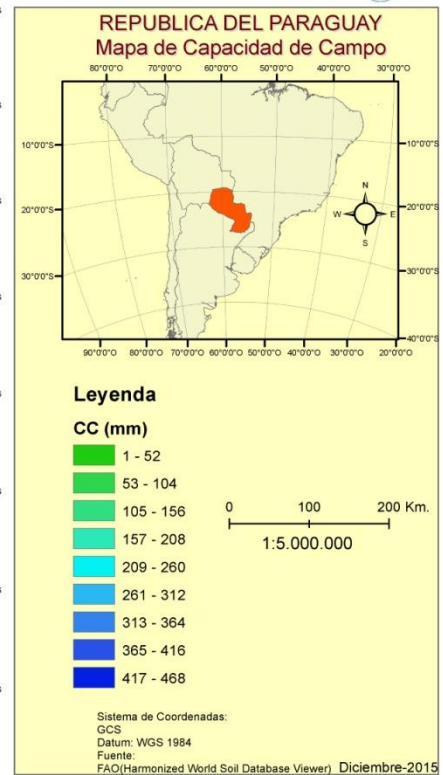 REPUBLICA DEL PARAGUAY
Mapa de Capacidad de Campo
80°0'0"O 70°0'0"O 60°0'0"O 50°0'0"O 40°0'0"O 30°0'0"O
10°0'0"S 10°0'0"S
N
W E
S
20°0'0"S 20°0'0"S
30°0'0"S 30°0'0"S
40°0'0"S
90°0'0"O 80°0'0"O 70°0'0"O 60°0'0"O 50°0'0"O 40°0'0"O 30°0'0"O 20°0'0"O
Leyenda
CC (mm)
1 - 52
53 - 104
105 - 156
157 - 208
209 - 260
261 - 312
313 - 364
365 - 416
417 - 468
0 100 200 Km.
1:5.000.000
Sistema de Coordenadas:
GCS
Datum: WGS 1984
Fuente:
FAO(Harmonized World Soil Database Viewer) Diciembre-2015